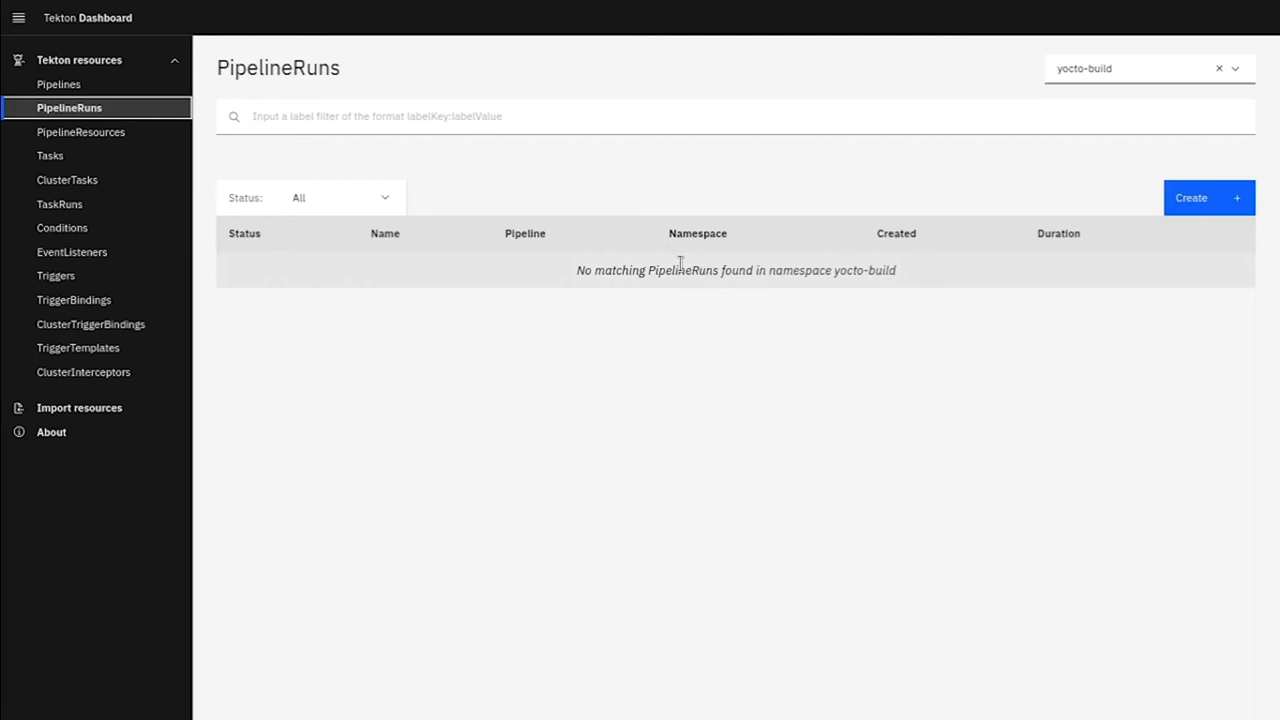 Tekton Dashboard
Tekton resources
Pipelines
PipelineRuns
PipelineResources
Tasks
ClusterTasks
TaskRuns
Conditions
EventListeners
Triggers
TriggerBindings
ClusterTriggerBindings
TriggerTemplates
ClusterInterceptors
Import resources
About
PipelineRuns
yocto-build
Input a label filter of the format labelKey:labelValue
Status: All
Create +
Status Name Pipeline Namespace Created Duration
No matching PipelineRuns found in namespace yocto-build